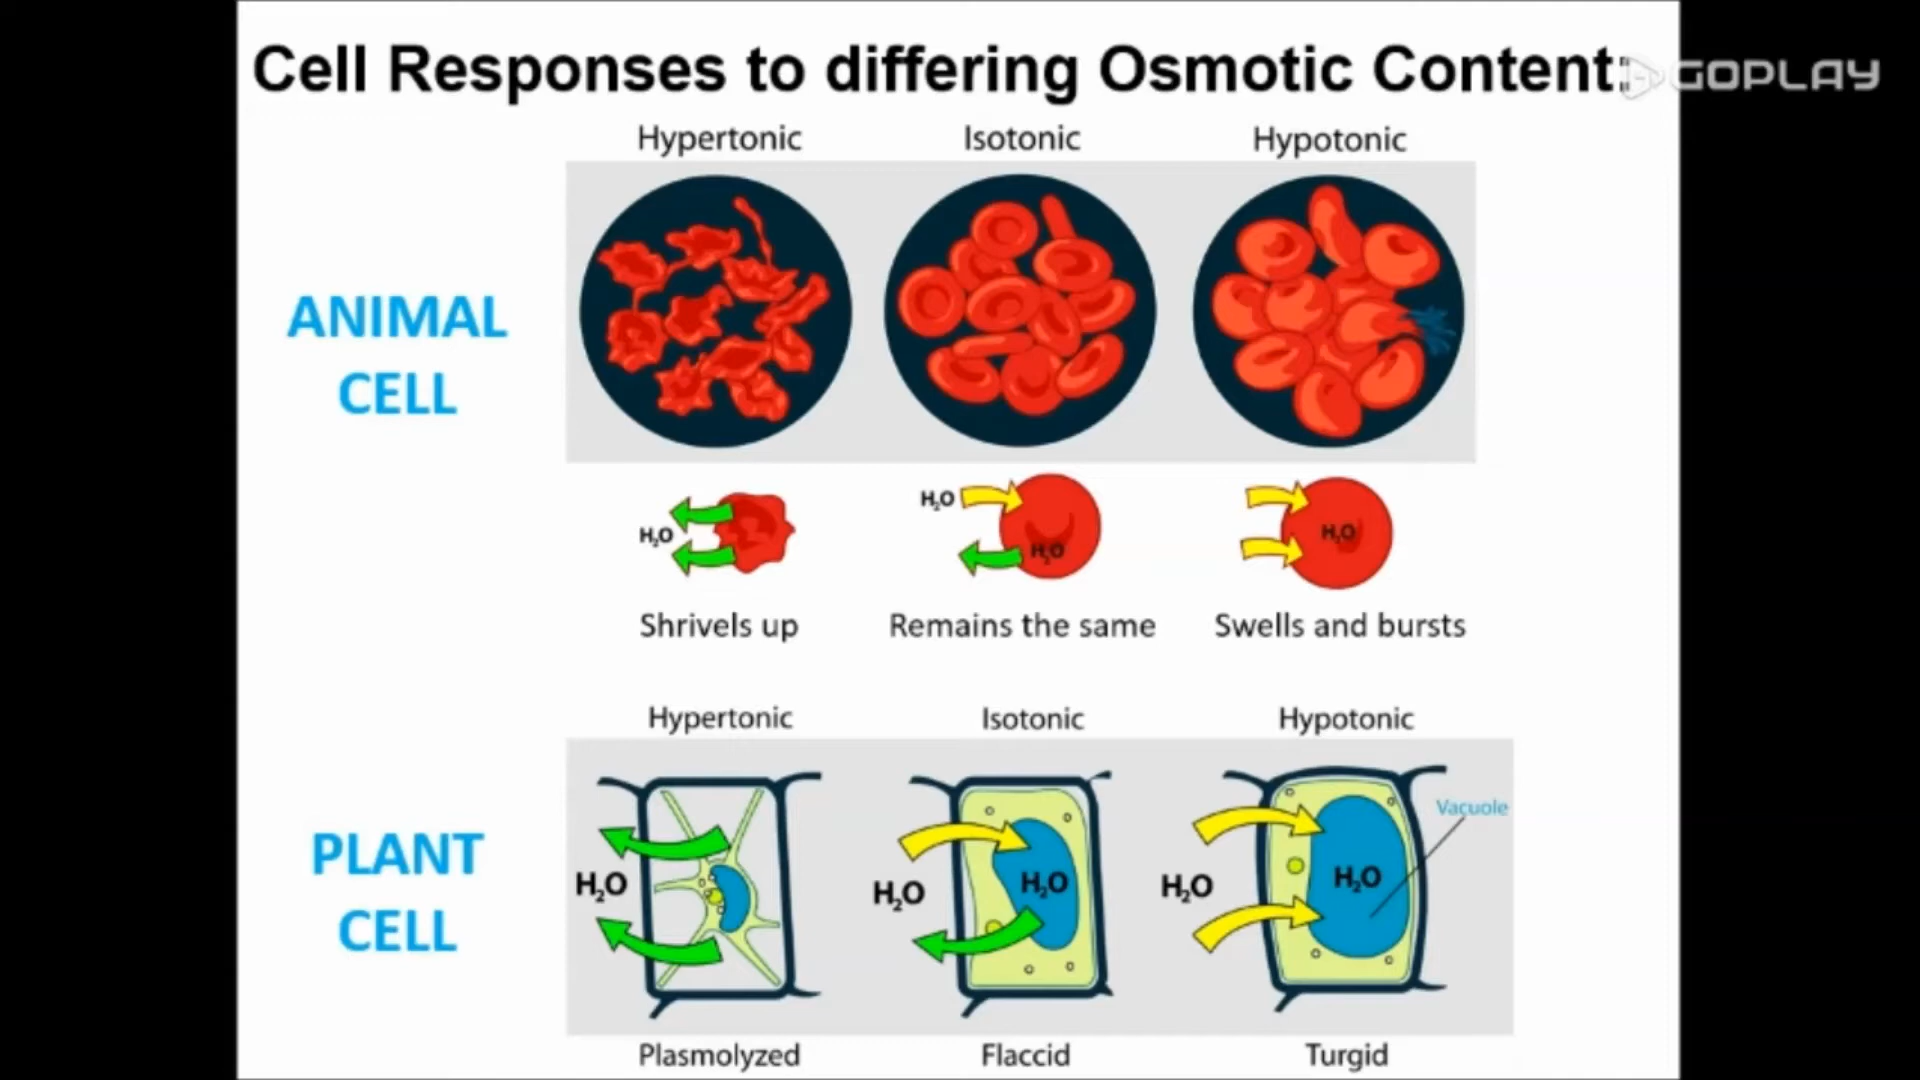 Cell Responses to differing Osmotic Content:
GOPLAY
Hypertonic
Isotonic
Hypotonic
ANIMAL
CELL
H₂O
H₂O
H₂O
H₂O
Shrivels up
Remains the same
Swells and bursts
Hypertonic
Isotonic
Hypotonic
PLANT
CELL
H₂O
H₂O
H₂O
H₂O
H₂O
Vacuole
Plasmolyzed
Flaccid
Turgid